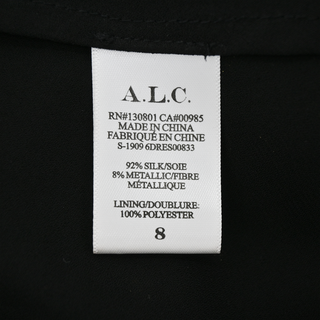 A.L.C.
RN#130801 CA#00985
MADE IN CHINA
FABRIQUÉ EN CHINE
S-1909 6DRES00833
92% SILK/SOIE
8% METALLIC/FIBRE
MÉTALLIQUE
LINING/DOUBLURE:
100% POLYESTER
8